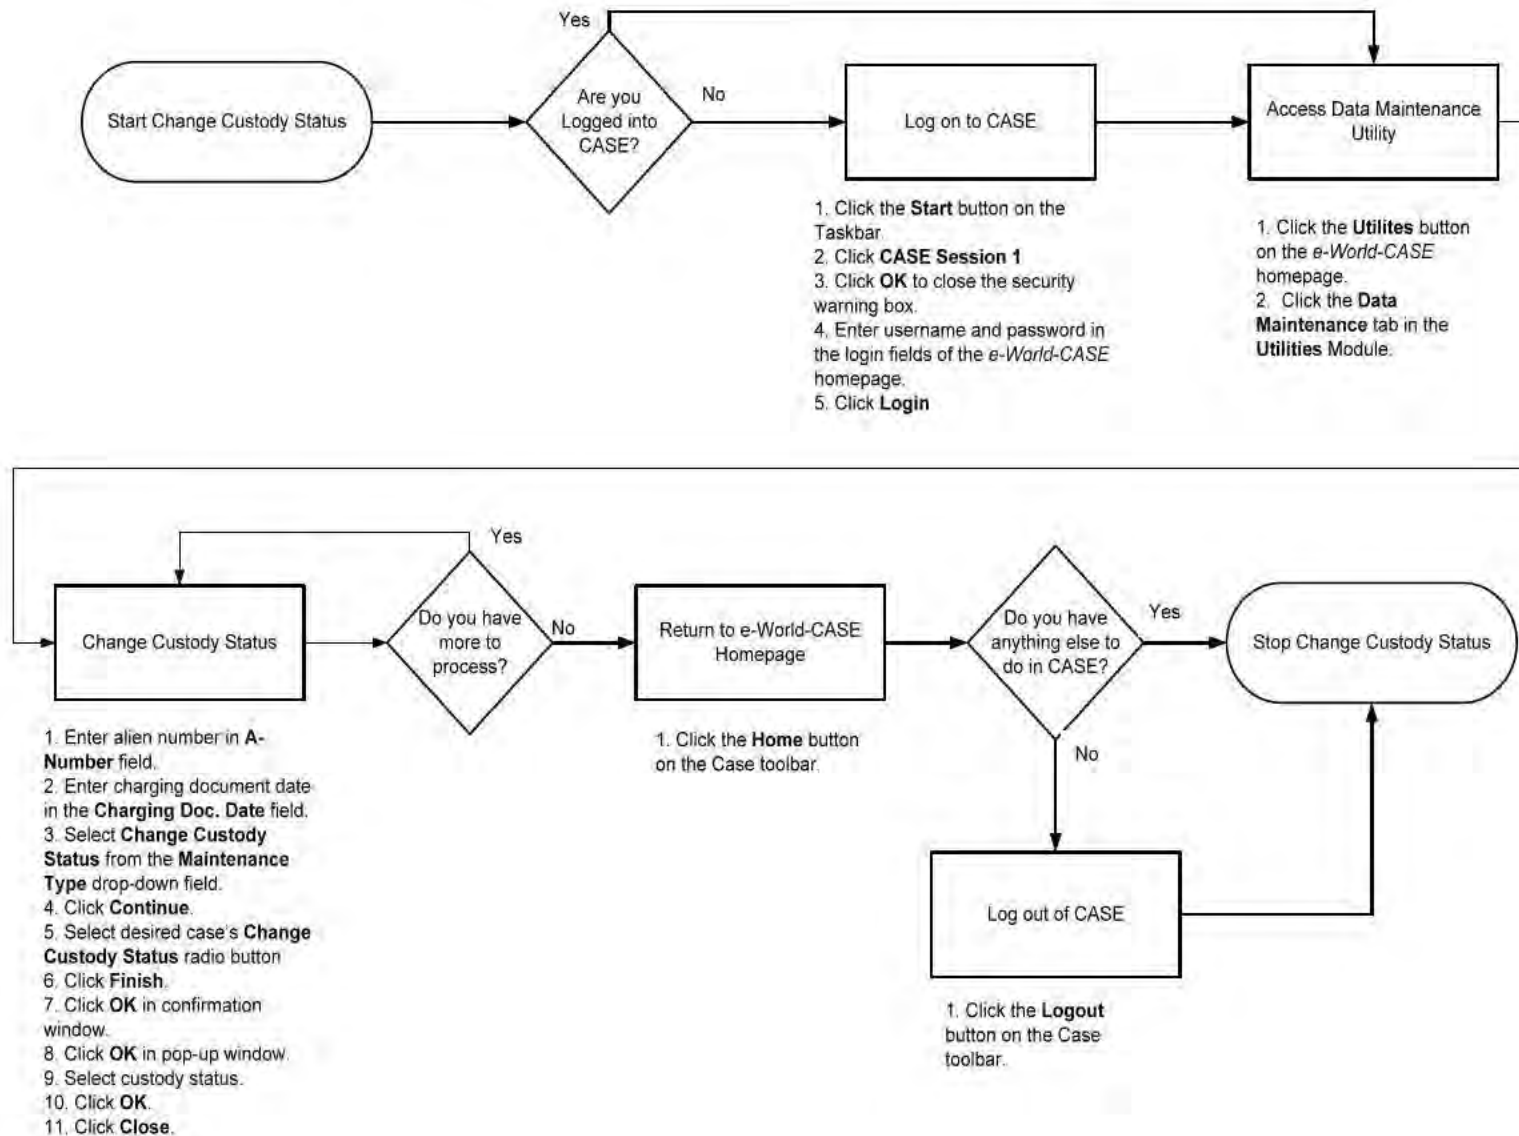 Yes
Start Change Custody Status
Are you
Logged into
CASE?
No
Log on to CASE
Access Data Maintenance
Utility
1. Click the Start button on the
Taskbar
2. Click CASE Session 1
3. Click OK to close the security
warning box.
4. Enter username and password in
the login fields of the e-World-CASE
homepage.
5. Click Login
1. Click the Utilites button
on the e-World-CASE
homepage.
2. Click the Data
Maintenance tab in the
Utilities Module.
Yes
Change Custody Status
Do you have
more to
process?
No
Return to e-World-CASE
Homepage
Do you have
anything else to
do in CASE?
Yes
Stop Change Custody Status
1. Enter alien number in A-
Number field.
2. Enter charging document date
in the Charging Doc. Date field.
3. Select Change Custody
Status from the Maintenance
Type drop-down field.
4. Click Continue.
5. Select desired case's Change
Custody Status radio button
6. Click Finish.
7. Click OK in confirmation
window.
8. Click OK in pop-up window.
9. Select custody status.
10. Click OK.
11. Click Close.
1. Click the Home button
on the Case toolbar.
No
Log out of CASE
1. Click the Logout
button on the Case
toolbar.